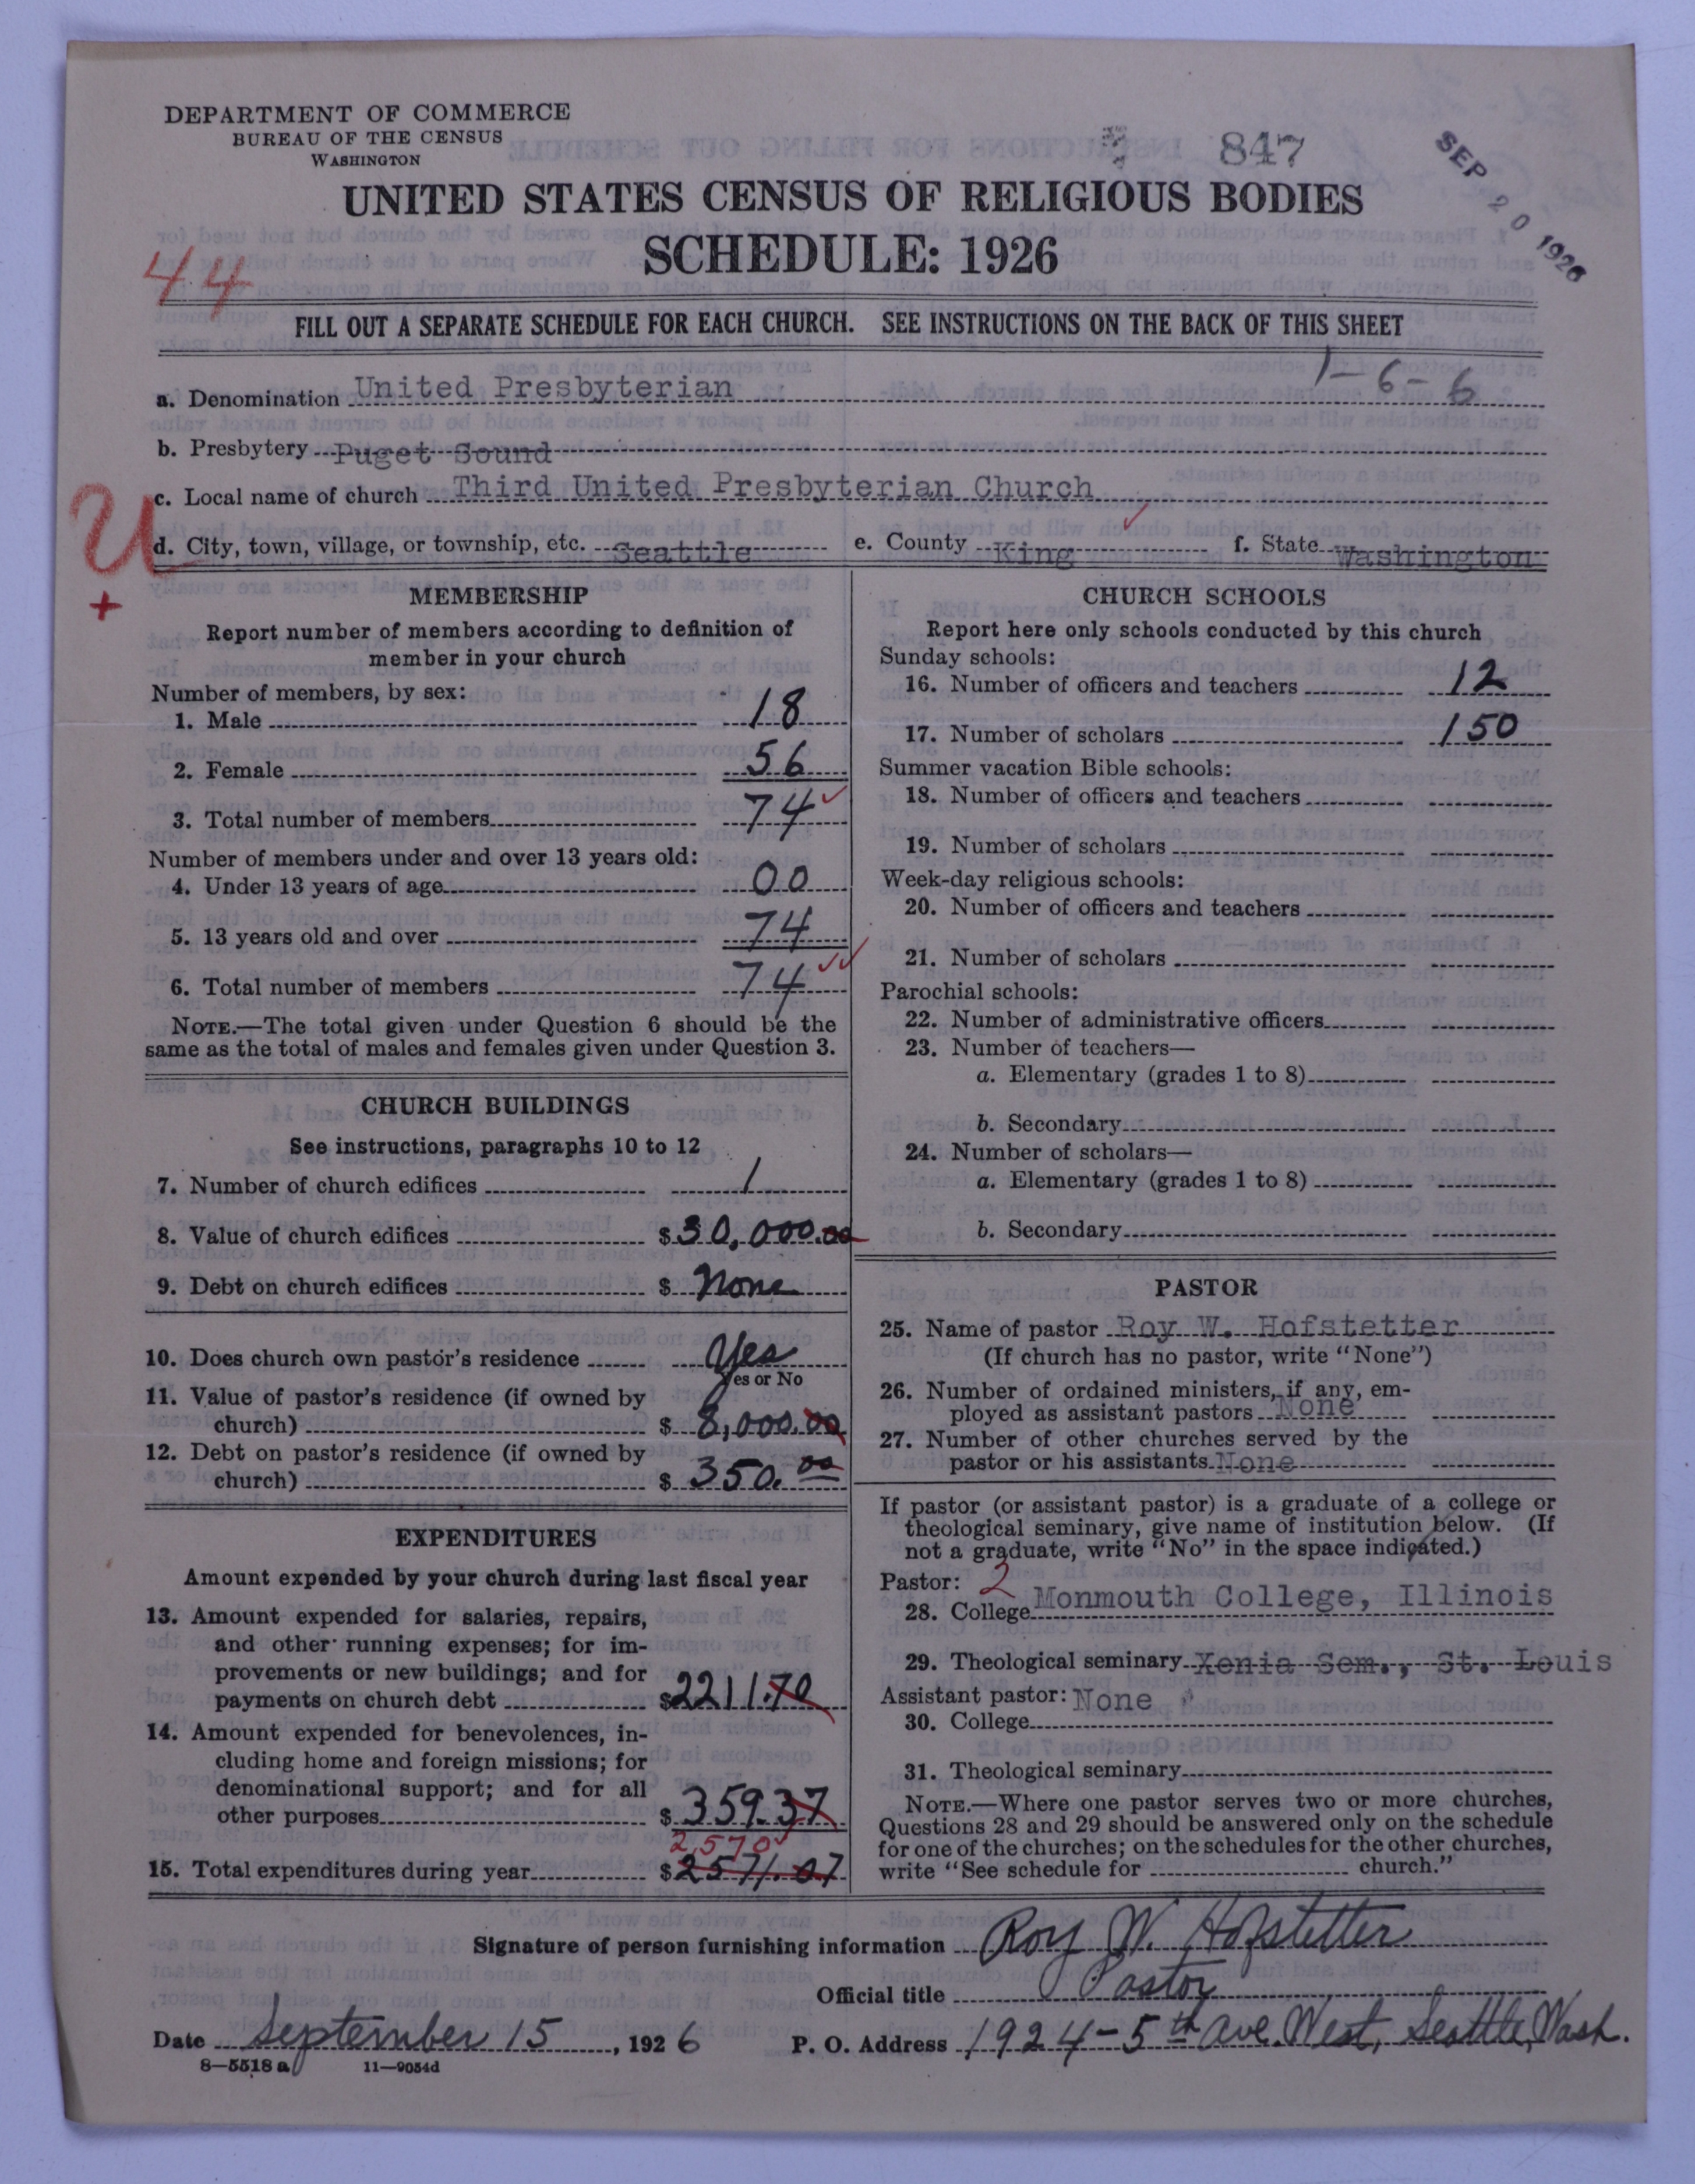 DEPARTMENT OF COMMERCE
BUREAU OF THE CENSUS
WASHINGTON
847
SEP 20 1926
UNITED STATES CENSUS OF RELIGIOUS BODIES
SCHEDULE: 1926
44
FILL OUT A SEPARATE SCHEDULE FOR EACH CHURCH. SEE INSTRUCTIONS ON THE BACK OF THIS SHEET
1-6-6
a. Denomination United Presbyterian
b. Presbytery Puget Sound
c. Local name of church Third United Presbyterian Church
U
d. City, town, village, or township, etc. Seattle e. County King f. State Washington
+
MEMBERSHIP
Report number of members according to definition of
member in your church
Number of members, by sex:
1. Male 18
2. Female 56
3. Total number of members 74
Number of members under and over 13 years old:
4. Under 13 years of age 00
5. 13 years old and over 74
6. Total number of members 74
NOTE.—The total given under Question 6 should be the
same as the total of males and females given under Question 3.
CHURCH BUILDINGS
See instructions, paragraphs 10 to 12
7. Number of church edifices 1
8. Value of church edifices $30,000.00
9. Debt on church edifices $ None
10. Does church own pastor's residence Yes
Yes or No
11. Value of pastor's residence (if owned by
church) $ 8,000.00
12. Debt on pastor's residence (if owned by
church) $ 350.00
EXPENDITURES
Amount expended by your church during last fiscal year
13. Amount expended for salaries, repairs,
and other running expenses; for im-
provements or new buildings; and for
payments on church debt $2211.70
14. Amount expended for benevolences, in-
cluding home and foreign missions; for
denominational support; and for all
other purposes $ 359.37
2,570
15. Total expenditures during year $2571.07
CHURCH SCHOOLS
Report here only schools conducted by this church
Sunday schools:
16. Number of officers and teachers 12
17. Number of scholars 150
Summer vacation Bible schools:
18. Number of officers and teachers
19. Number of scholars
Week-day religious schools:
20. Number of officers and teachers
21. Number of scholars
Parochial schools:
22. Number of administrative officers
23. Number of teachers—
a. Elementary (grades 1 to 8)
b. Secondary
24. Number of scholars—
a. Elementary (grades 1 to 8)
b. Secondary
PASTOR
25. Name of pastor Roy W. Hofstetter
(If church has no pastor, write "None")
26. Number of ordained ministers, if any, em-
ployed as assistant pastors None
27. Number of other churches served by the
pastor or his assistants None
If pastor (or assistant pastor) is a graduate of a college or
theological seminary, give name of institution below. (If
not a graduate, write "No" in the space indicated.)
Pastor: 2
28. College Monmouth College, Illinois
29. Theological seminary Xenia Sem., St. Louis
Assistant pastor: None
30. College
31. Theological seminary
NOTE.—Where one pastor serves two or more churches,
Questions 28 and 29 should be answered only on the schedule
for one of the churches; on the schedules for the other churches,
write "See schedule for church."
Signature of person furnishing information Roy W. Hofstetter
Official title Pastor
Date September 15, 1926 P. O. Address 1924-5th Ave. West, Seattle, Wash.
8—5518 a 11—9054d